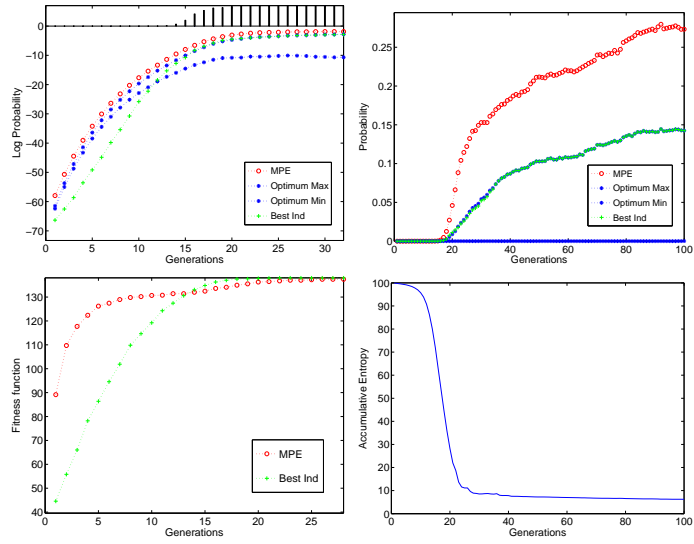 0
−10
−20
−30
−40
−50
−60
−70
Log Probability
0 5 10 15 20 25 30
Generations
MPE
Optimum Max
Optimum Min
Best Ind
0.25
0.2
0.15
0.1
0.05
0
Probability
0 20 40 60 80 100
Generations
MPE
Optimum Max
Optimum Min
Best Ind
130
120
110
100
90
80
70
60
50
40
Fitness function
0 5 10 15 20 25
Generations
MPE
Best Ind
100
90
80
70
60
50
40
30
20
10
0
Accumulative Entropy
0 20 40 60 80 100
Generations